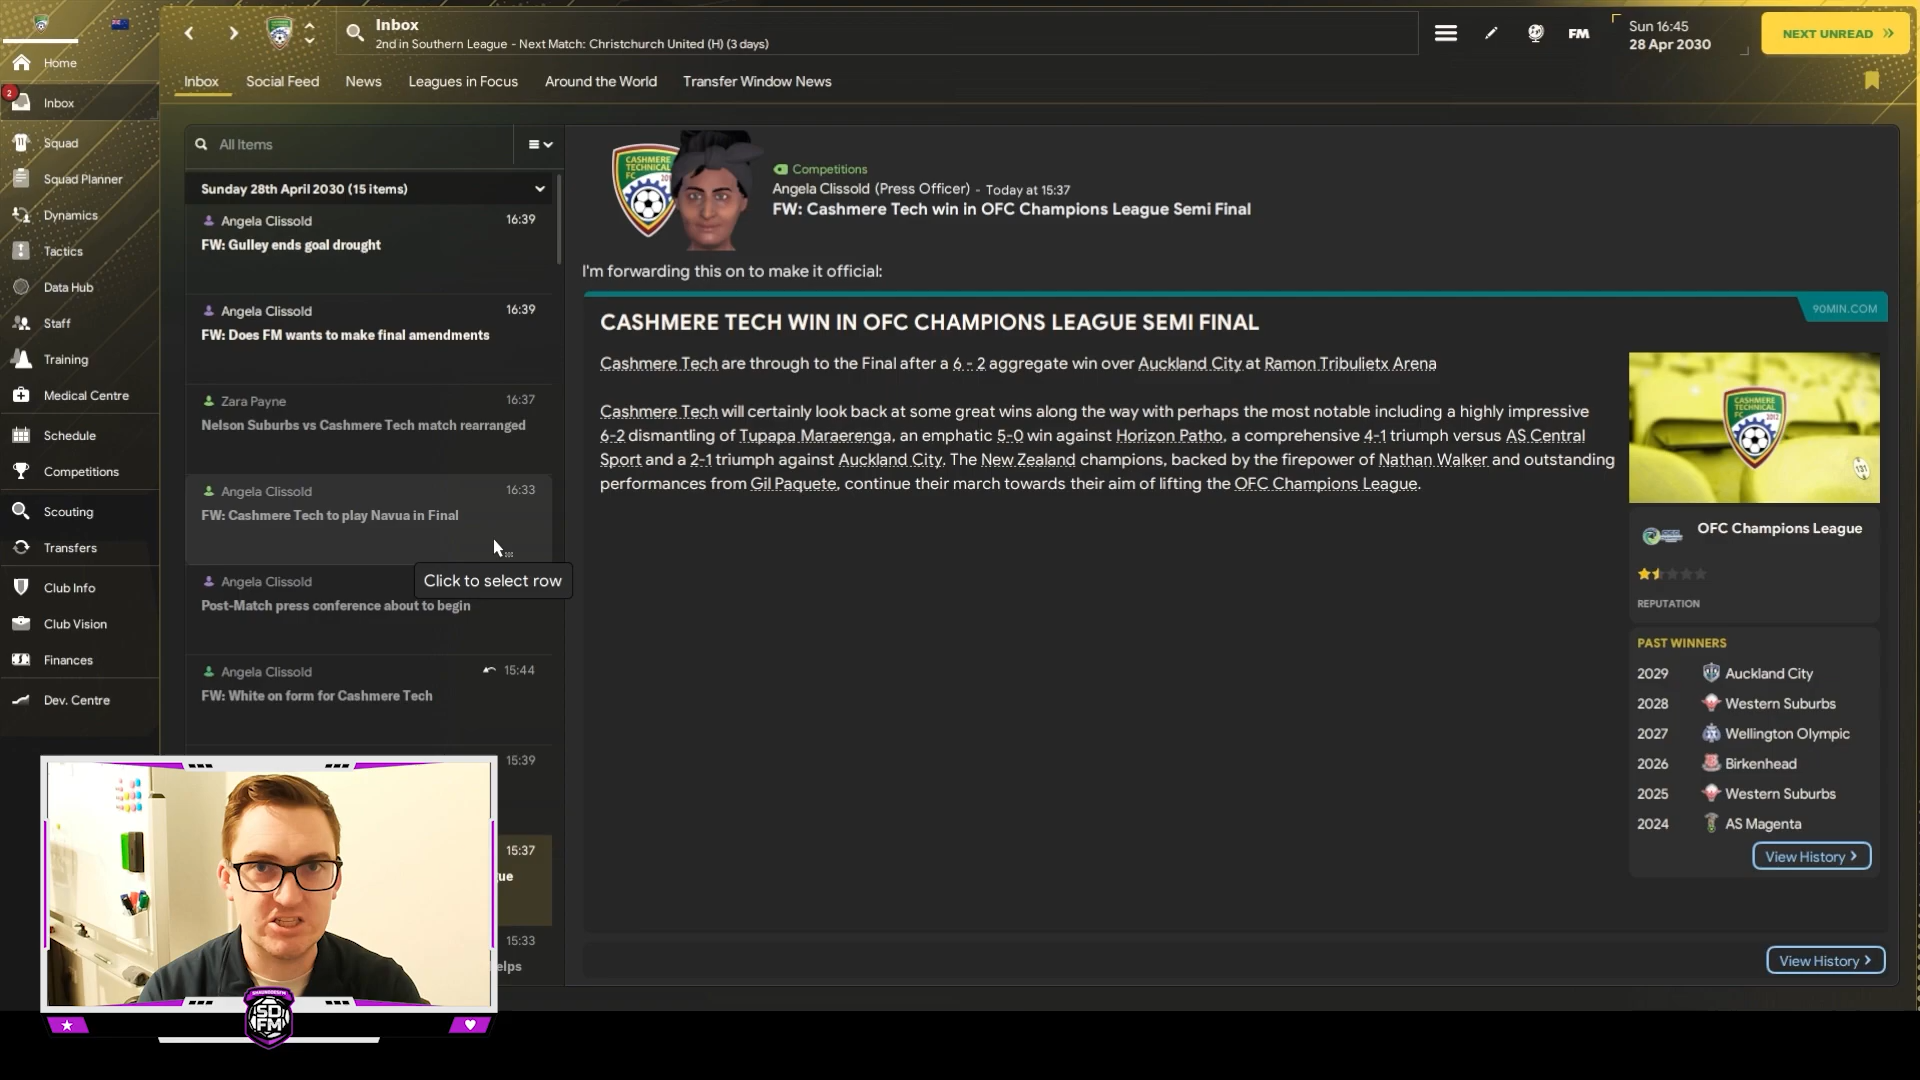 Inbox
2nd in Southern League - Next Match: Christchurch United (H) (3 days)
FM
Sun 16:45
28 Apr 2030
NEXT UNREAD
Inbox
Social Feed
News
Leagues in Focus
Around the World
Transfer Window News
Home
2
Inbox
Squad
Squad Planner
Dynamics
Tactics
Data Hub
Staff
Training
Medical Centre
Schedule
Competitions
Scouting
Transfers
Club Info
Club Vision
Finances
Dev. Centre
All Items
Sunday 28th April 2030 (15 items)
Angela Clissold 16:39
FW: Gulley ends goal drought
Angela Clissold 16:39
FW: Does FM wants to make final amendments
Zara Payne 16:37
Nelson Suburbs vs Cashmere Tech match rearranged
Angela Clissold 16:33
FW: Cashmere Tech to play Navua in Final
Click to select row
Angela Clissold
Post-Match press conference about to begin
Angela Clissold 15:44
FW: White on form for Cashmere Tech
15:39
15:37
gue
15:33
elps
CASHMERE
TECHNICAL
FC
Competitions
Angela Clissold (Press Officer) - Today at 15:37
FW: Cashmere Tech win in OFC Champions League Semi Final
I'm forwarding this on to make it official:
90MIN.COM
CASHMERE TECH WIN IN OFC CHAMPIONS LEAGUE SEMI FINAL
Cashmere Tech are through to the Final after a 6 - 2 aggregate win over Auckland City at Ramon Tribulietx Arena
Cashmere Tech will certainly look back at some great wins along the way with perhaps the most notable including a highly impressive
6-2 dismantling of Tupapa Maraerenga, an emphatic 5-0 win against Horizon Patho, a comprehensive 4-1 triumph versus AS Central
Sport and a 2-1 triumph against Auckland City. The New Zealand champions, backed by the firepower of Nathan Walker and outstanding
performances from Gil Paquete, continue their march towards their aim of lifting the OFC Champions League.
CASHMERE
TECHNICAL
FC
2012
131
OFC Champions League
REPUTATION
PAST WINNERS
2029 Auckland City
2028 Western Suburbs
2027 Wellington Olympic
2026 Birkenhead
2025 Western Suburbs
2024 AS Magenta
View History
View History
SD
FM